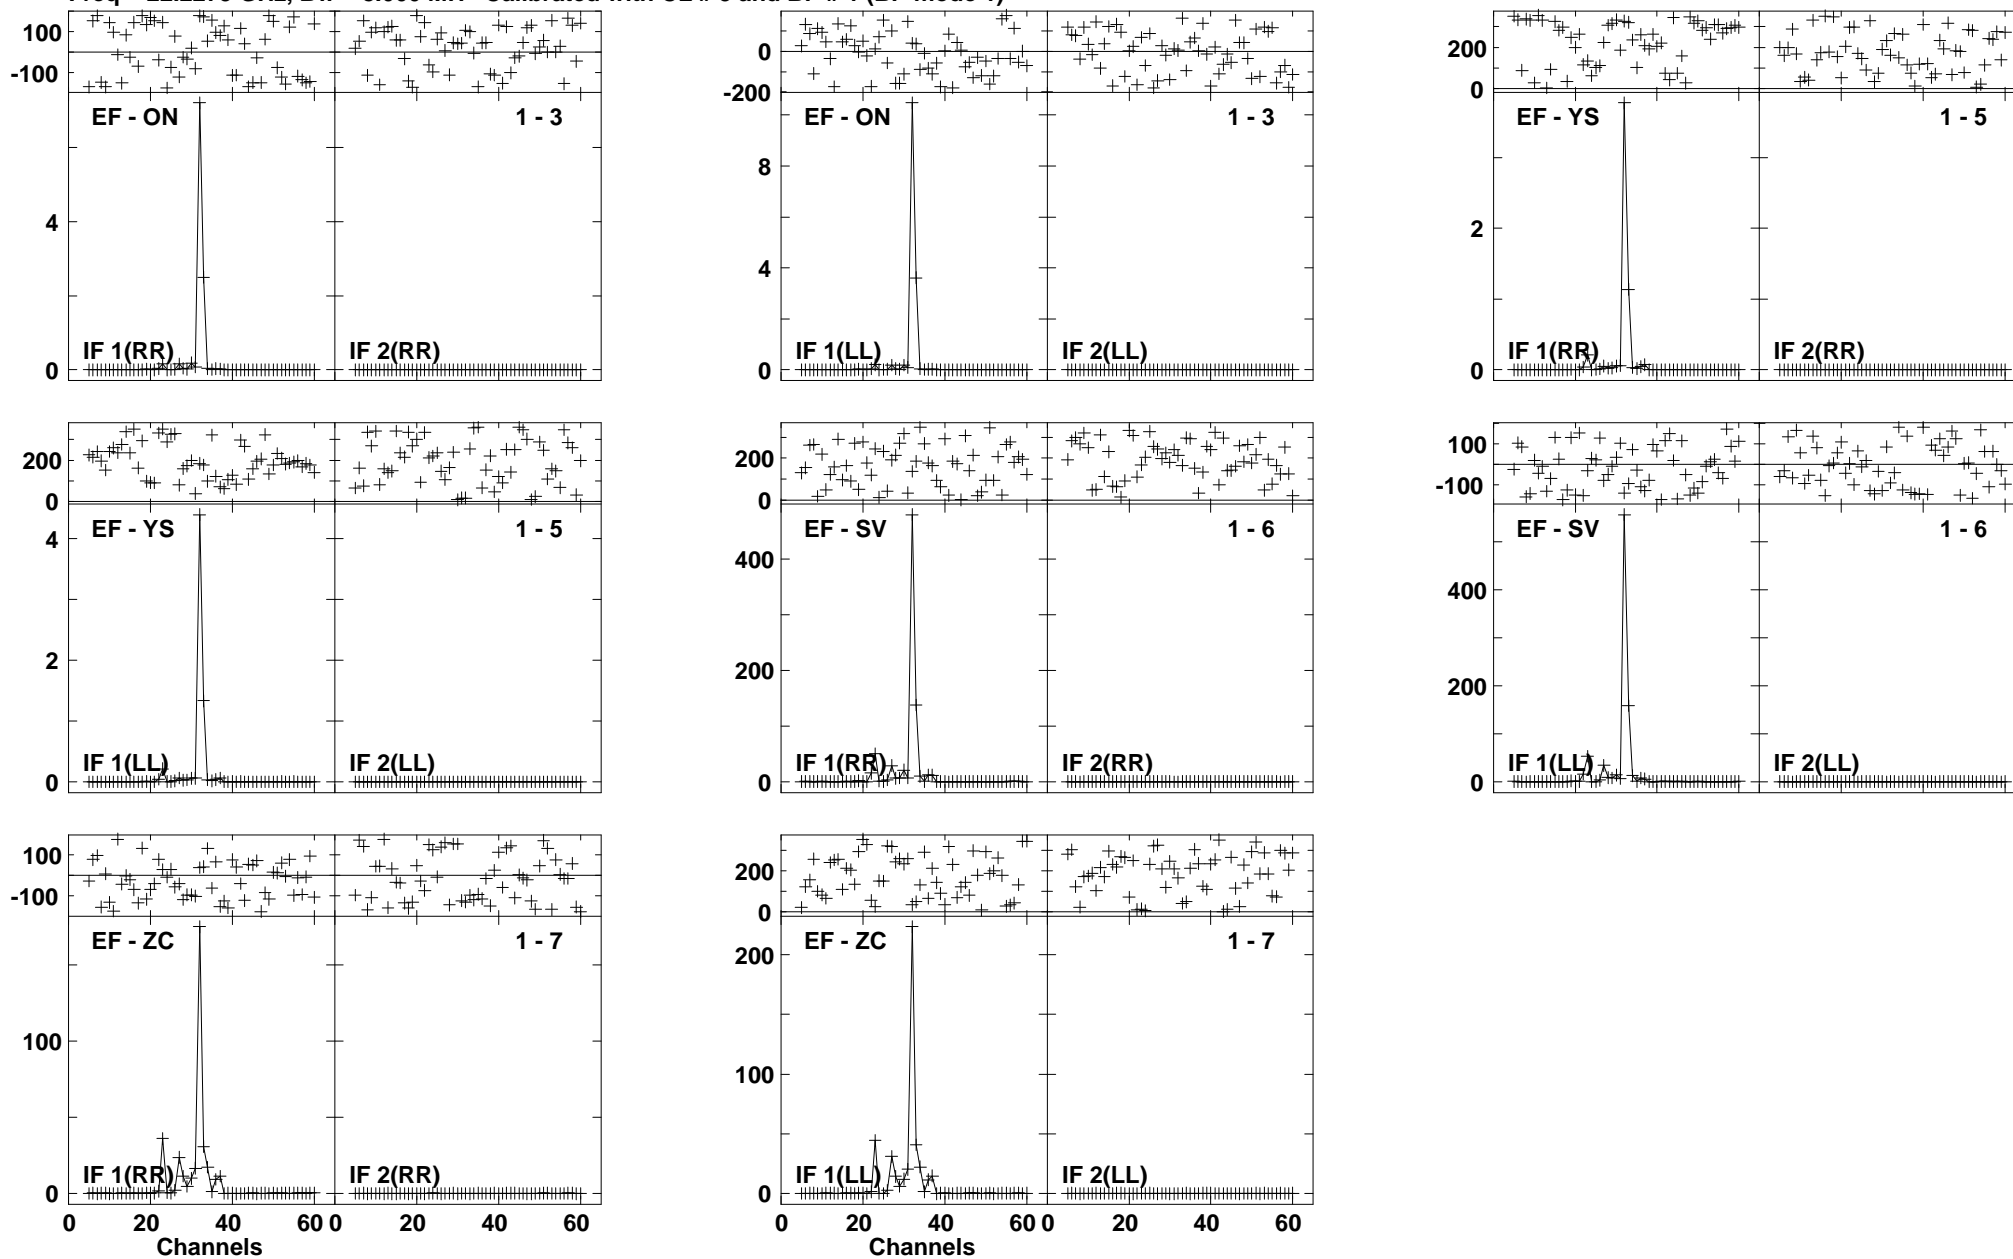 100
-100
EF - ON
1 - 3
4
IF 1(RR)
IF 2(RR)
0
0
-200
EF - ON
1 - 3
8
4
IF 1(LL)
IF 2(LL)
0
200
0
EF - YS
1 - 5
2
IF 1(RR)
IF 2(RR)
0
200
0
EF - YS
1 - 5
4
2
IF 1(LL)
IF 2(LL)
0
200
0
EF - SV
1 - 6
400
200
IF 1(RR)
IF 2(RR)
0
100
-100
EF - SV
1 - 6
400
200
IF 1(LL)
IF 2(LL)
0
100
-100
EF - ZC
1 - 7
100
IF 1(RR)
IF 2(RR)
0
0 20 40 60 0 20 40 60
Channels
200
0
EF - ZC
1 - 7
200
100
IF 1(LL)
IF 2(LL)
0
0 20 40 60 0 20 40 60
Channels